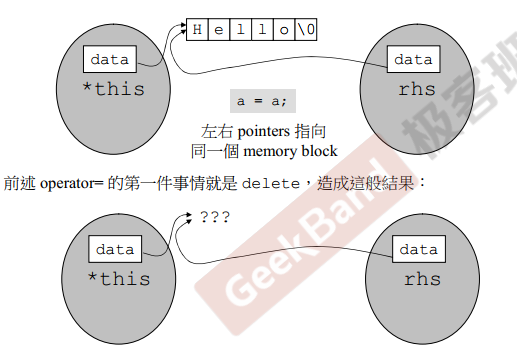 H e l l o \0
data
data
*this
rhs
a = a;
左右 pointers 指向
同一個 memory block
前述 operator= 的第一件事情就是 delete，造成這般結果：
???
data
data
*this
rhs
GeekBand 极客班